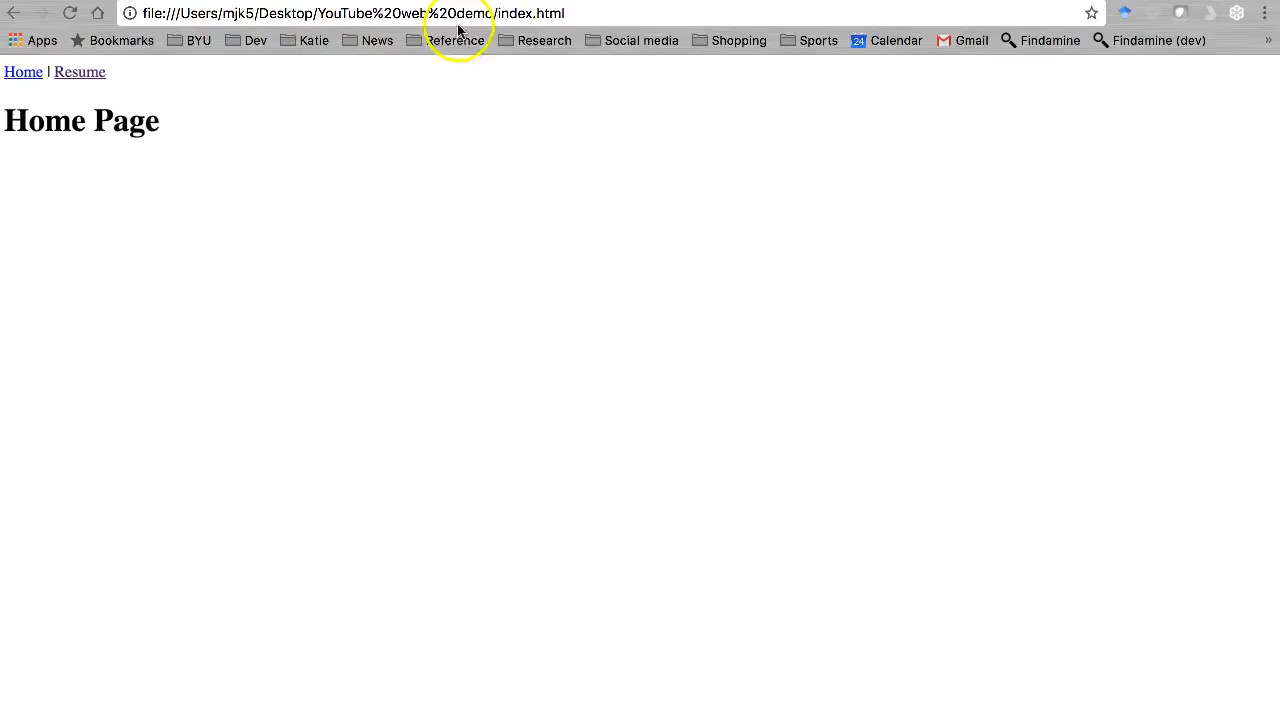 file:///Users/mjk5/Desktop/YouTube%20web%20demo/index.html
Apps Bookmarks BYU Dev Katie News Reference Research Social media Shopping Sports 24 Calendar Gmail Findamine Findamine (dev) »
Home | Resume
Home Page